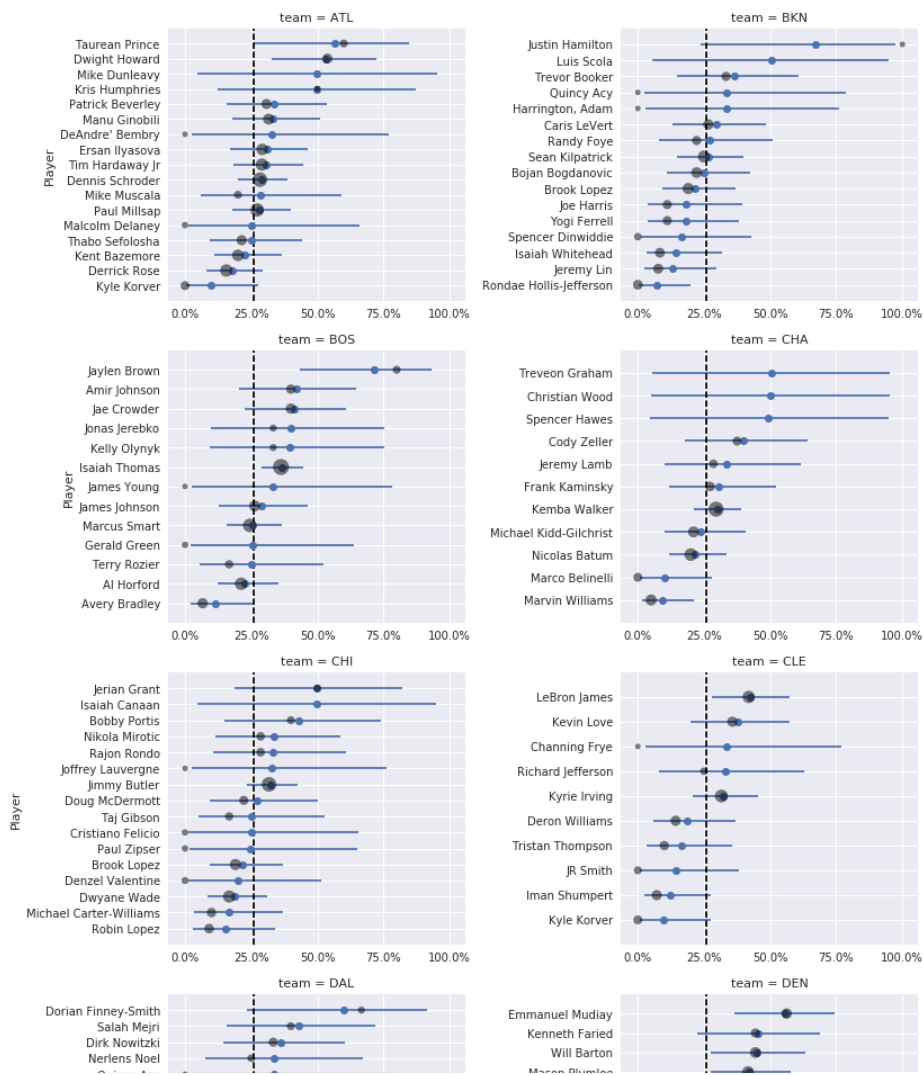 team = ATL
Player
Taurean Prince
Dwight Howard
Mike Dunleavy
Kris Humphries
Patrick Beverley
Manu Ginobili
DeAndre' Bembry
Ersan Ilyasova
Tim Hardaway Jr
Dennis Schroder
Mike Muscala
Paul Millsap
Malcolm Delaney
Thabo Sefolosha
Kent Bazemore
Derrick Rose
Kyle Korver
0.0% 25.0% 50.0% 75.0% 100.0%
team = BKN
Justin Hamilton
Luis Scola
Trevor Booker
Quincy Acy
Harrington, Adam
Caris LeVert
Randy Foye
Sean Kilpatrick
Bojan Bogdanovic
Brook Lopez
Joe Harris
Yogi Ferrell
Spencer Dinwiddie
Isaiah Whitehead
Jeremy Lin
Rondae Hollis-Jefferson
0.0% 25.0% 50.0% 75.0% 100.0%
team = BOS
Player
Jaylen Brown
Amir Johnson
Jae Crowder
Jonas Jerebko
Kelly Olynyk
Isaiah Thomas
James Young
James Johnson
Marcus Smart
Gerald Green
Terry Rozier
Al Horford
Avery Bradley
0.0% 25.0% 50.0% 75.0% 100.0%
team = CHA
Treveon Graham
Christian Wood
Spencer Hawes
Cody Zeller
Jeremy Lamb
Frank Kaminsky
Kemba Walker
Michael Kidd-Gilchrist
Nicolas Batum
Marco Belinelli
Marvin Williams
0.0% 25.0% 50.0% 75.0% 100.0%
team = CHI
Player
Jerian Grant
Isaiah Canaan
Bobby Portis
Nikola Mirotic
Rajon Rondo
Joffrey Lauvergne
Jimmy Butler
Doug McDermott
Taj Gibson
Cristiano Felicio
Paul Zipser
Brook Lopez
Denzel Valentine
Dwyane Wade
Michael Carter-Williams
Robin Lopez
0.0% 25.0% 50.0% 75.0% 100.0%
team = CLE
LeBron James
Kevin Love
Channing Frye
Richard Jefferson
Kyrie Irving
Deron Williams
Tristan Thompson
JR Smith
Iman Shumpert
Kyle Korver
0.0% 25.0% 50.0% 75.0% 100.0%
team = DAL
Dorian Finney-Smith
Salah Mejri
Dirk Nowitzki
Nerlens Noel
team = DEN
Emmanuel Mudiay
Kenneth Faried
Will Barton
Mason Plumlee